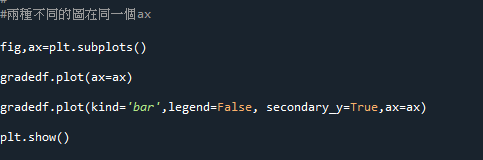 #兩種不同的圖在同一個ax
fig,ax=plt.subplots()
gradedf.plot(ax=ax)
gradedf.plot(kind='bar',legend=False, secondary_y=True,ax=ax)
plt.show()